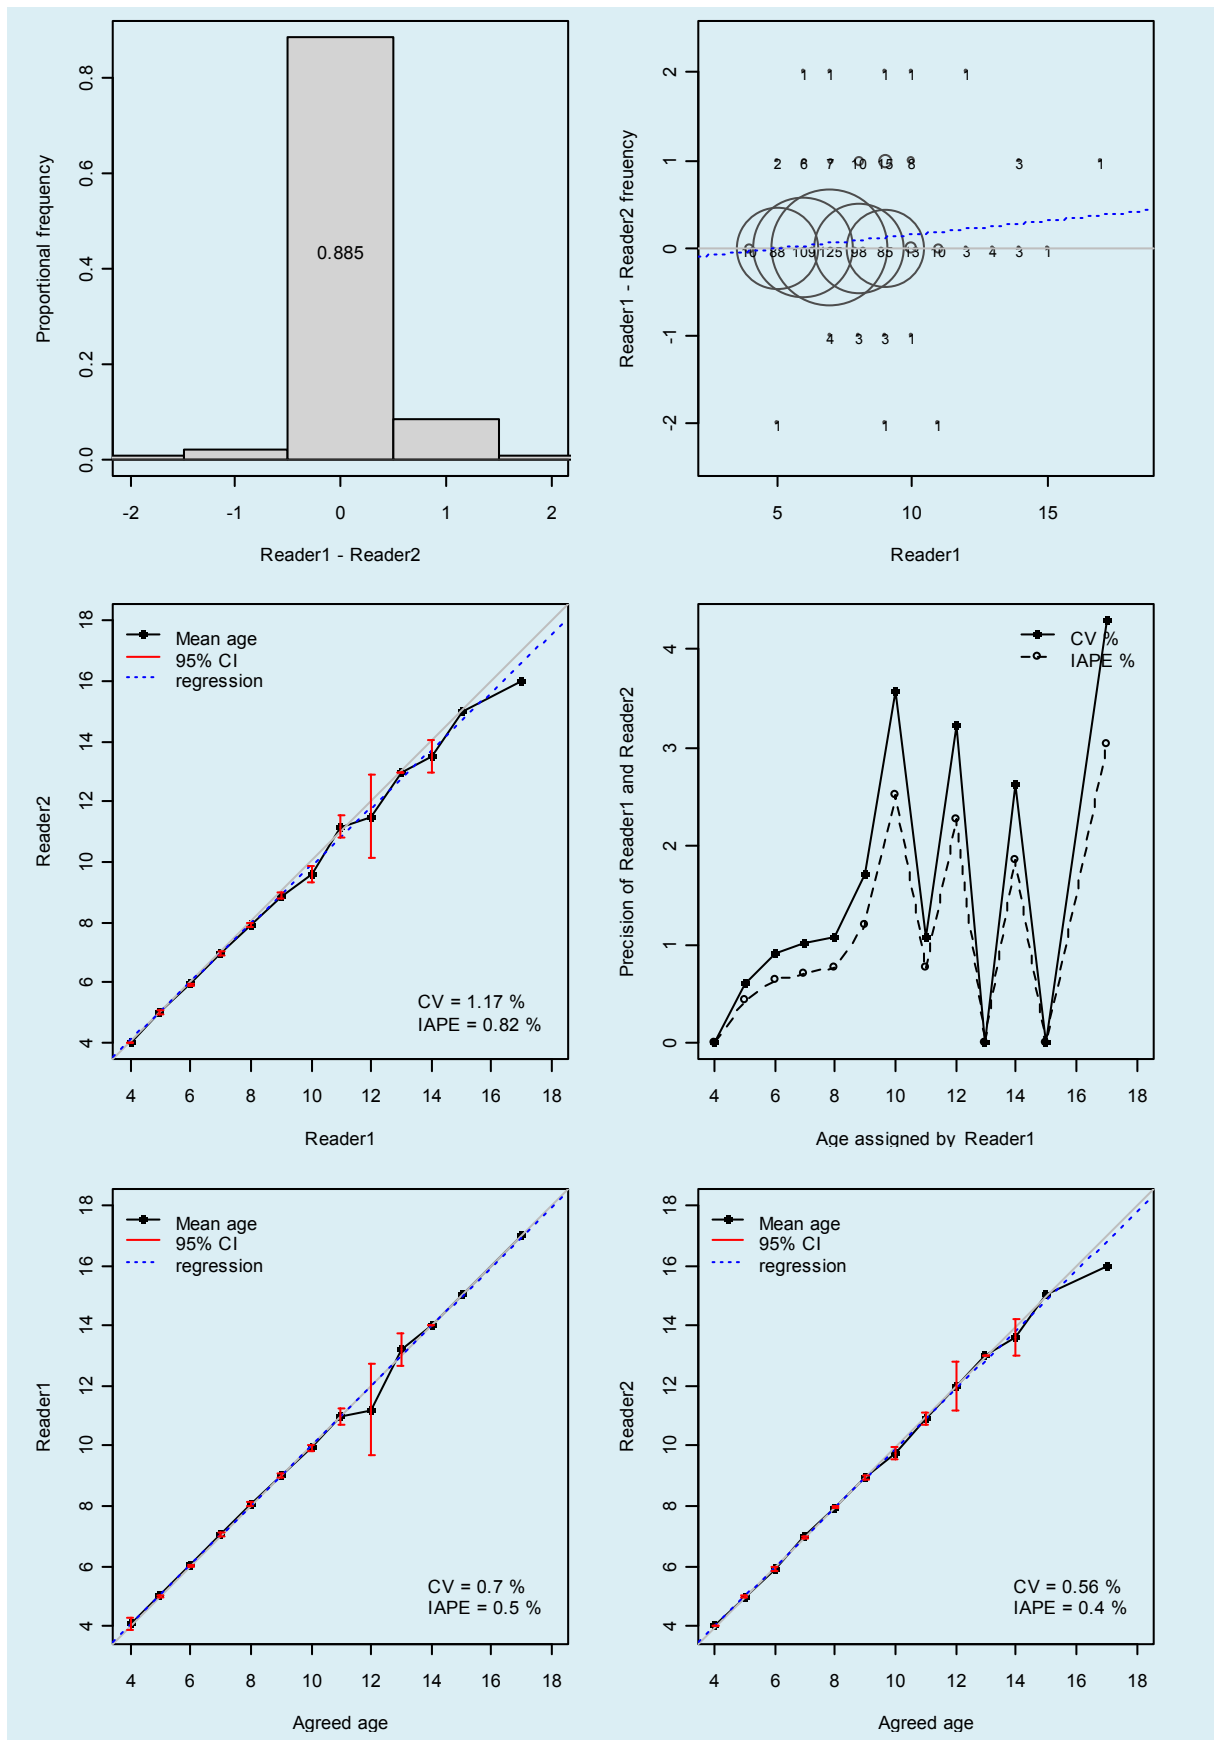 0.0 0.2 0.4 0.6 0.8
Proportional frequency
0.885
-2 -1 0 1 2
Reader1 - Reader2
-2 -1 0 1 2
Reader1 - Reader2 freuency
1 1 1 1 1
2 6 7 10 15 8 3 1
10 88 109 125 98 85 13 10 3 4 3 1
4 3 3 1
1 1 1
5 10 15
Reader1
4 6 8 10 12 14 16 18
Reader2
Mean age
95% CI
regression
CV = 1.17 %
IAPE = 0.82 %
4 6 8 10 12 14 16 18
Reader1
0 1 2 3 4
Precision of Reader1 and Reader2
CV %
IAPE %
4 6 8 10 12 14 16 18
Age assigned by Reader1
4 6 8 10 12 14 16 18
Reader1
Mean age
95% CI
regression
CV = 0.7 %
IAPE = 0.5 %
4 6 8 10 12 14 16 18
Agreed age
4 6 8 10 12 14 16 18
Reader2
Mean age
95% CI
regression
CV = 0.56 %
IAPE = 0.4 %
4 6 8 10 12 14 16 18
Agreed age